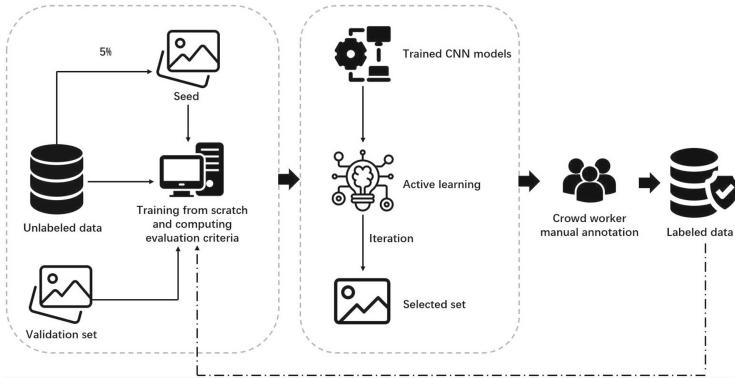 5%
Seed
Unlabeled data
Training from scratch
and computing
evaluation criteria
Validation set
Trained CNN models
Active learning
Iteration
Selected set
Crowd worker
manual annotation
Labeled data